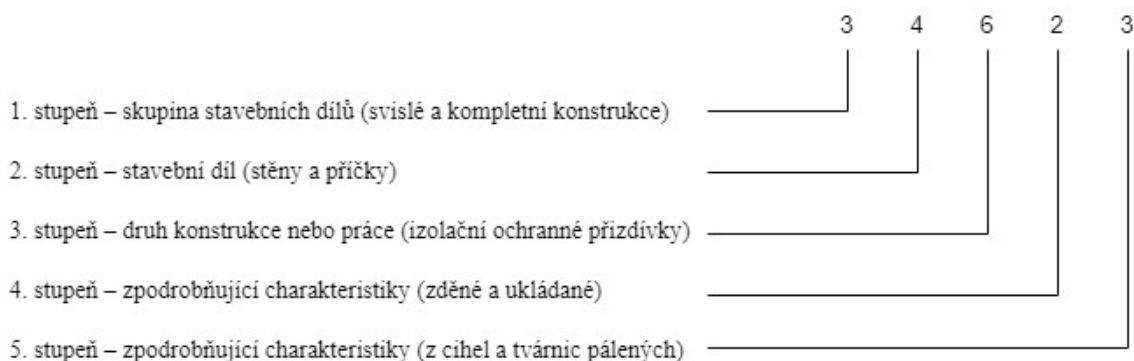 3 4 6 2 3
1. stupeň – skupina stavebních dílů (svislé a kompletní konstrukce)
2. stupeň – stavební díl (stěny a příčky)
3. stupeň – druh konstrukce nebo práce (izolační ochranné přizdívky)
4. stupeň – zpodrobňující charakteristiky (zděné a ukládané)
5. stupeň – zpodrobňující charakteristiky (z cihel a tvárnic pálených)